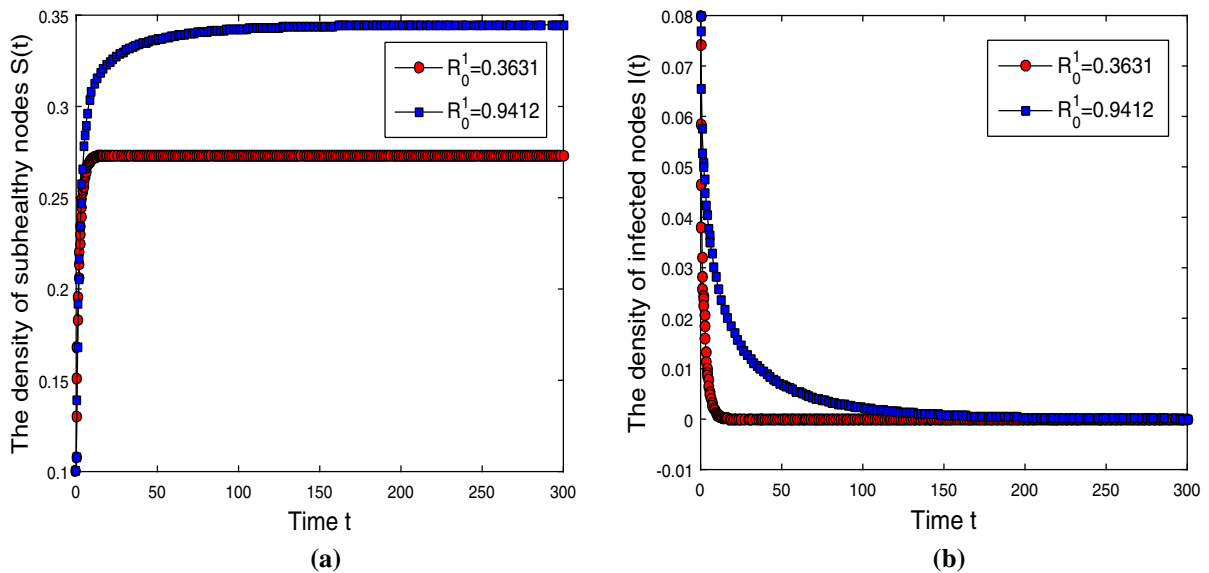 The density of subhealthy nodes S(t)
0.35
0.3
0.25
0.2
0.15
0.1
0 50 100 150 200 250 300
Time t
R₀¹=0.3631
R₀¹=0.9412
(a)
The density of infected nodes I(t)
0.08
0.07
0.06
0.05
0.04
0.03
0.02
0.01
0
-0.01
0 50 100 150 200 250 300
Time t
R₀¹=0.3631
R₀¹=0.9412
(b)